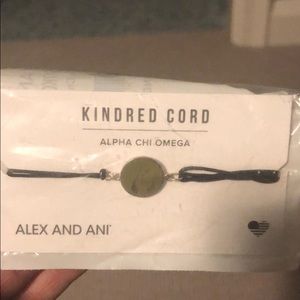 KINDRED CORD
ALPHA CHI OMEGA
ALEX AND ANI